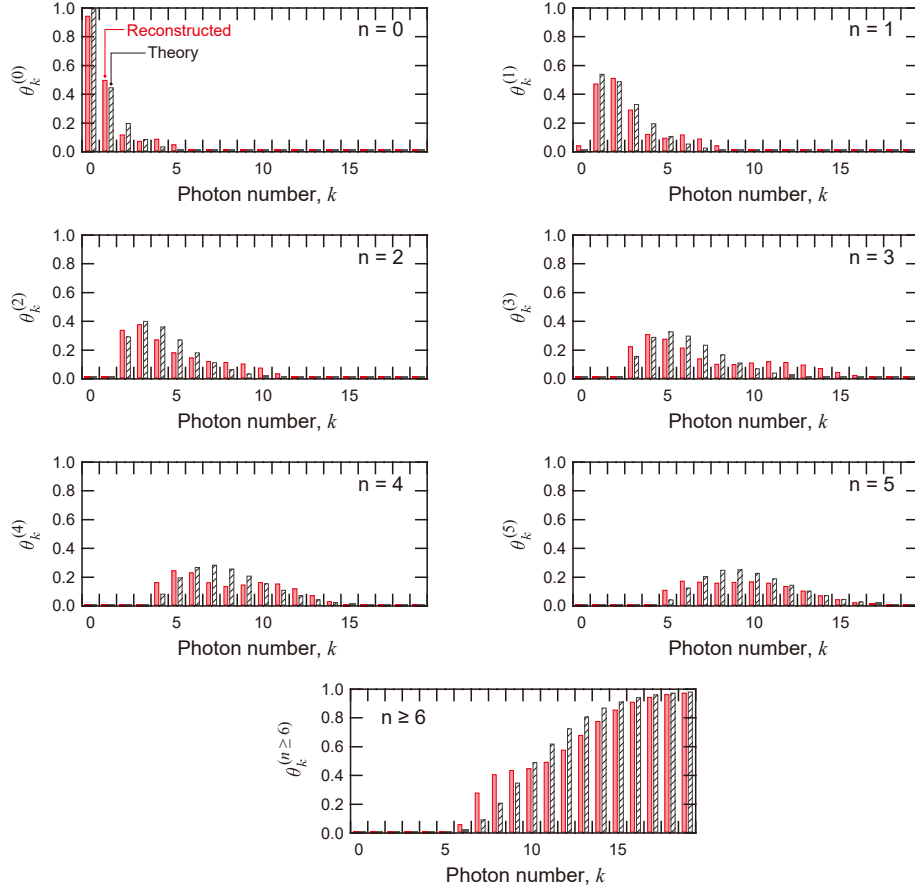 1.0
0.8
0.6
0.4
0.2
0.0
θk(0)
Reconstructed
Theory
n = 0
0 5 10 15
Photon number, k
1.0
0.8
0.6
0.4
0.2
0.0
θk(1)
n = 1
0 5 10 15
Photon number, k
1.0
0.8
0.6
0.4
0.2
0.0
θk(2)
n = 2
0 5 10 15
Photon number, k
1.0
0.8
0.6
0.4
0.2
0.0
θk(3)
n = 3
0 5 10 15
Photon number, k
1.0
0.8
0.6
0.4
0.2
0.0
θk(4)
n = 4
0 5 10 15
Photon number, k
1.0
0.8
0.6
0.4
0.2
0.0
θk(5)
n = 5
0 5 10 15
Photon number, k
1.0
0.8
0.6
0.4
0.2
0.0
θk(n ≥ 6)
n ≥ 6
0 5 10 15
Photon number, k